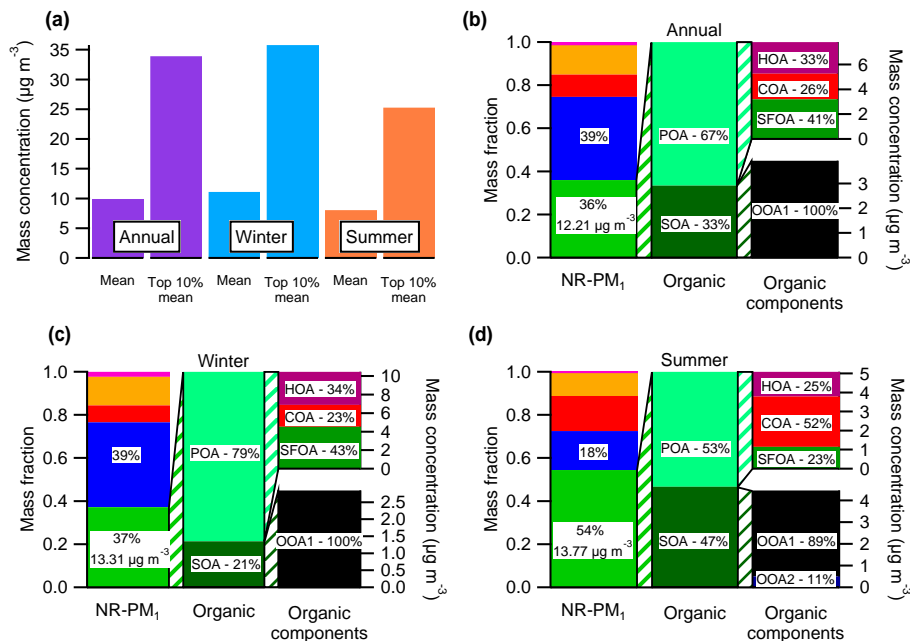 (a)
Mass concentration (µg m⁻³)
35
30
25
20
15
10
5
0
Annual
Winter
Summer
Mean
Top 10% mean
Mean
Top 10% mean
Mean
Top 10% mean
(b)
Annual
Mass fraction
1.0
0.8
0.6
0.4
0.2
0.0
39%
36%
12.21 µg m⁻³
POA - 67%
SOA - 33%
HOA - 33%
COA - 26%
SFOA - 41%
OOA1 - 100%
6
4
2
0
3
2
1
0
Mass concentration (µg m⁻³)
NR-PM₁
Organic
Organic
components
(c)
Winter
Mass fraction
1.0
0.8
0.6
0.4
0.2
0.0
39%
37%
13.31 µg m⁻³
POA - 79%
SOA - 21%
HOA - 34%
COA - 23%
SFOA - 43%
OOA1 - 100%
10
8
6
4
2
0
2.5
2.0
1.5
1.0
0.5
0.0
Mass concentration (µg m⁻³)
NR-PM₁
Organic
Organic
components
(d)
Summer
Mass fraction
1.0
0.8
0.6
0.4
0.2
0.0
18%
54%
13.77 µg m⁻³
POA - 53%
SOA - 47%
HOA - 25%
COA - 52%
SFOA - 23%
OOA1 - 89%
OOA2 - 11%
5
4
3
2
1
0
4
2
0
Mass concentration (µg m⁻³)
NR-PM₁
Organic
Organic
components